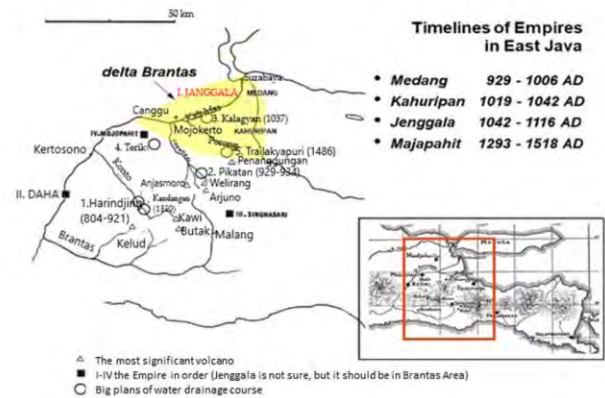 50 km
Timelines of Empires
in East Java
• Medang 929 - 1006 AD
• Kahuripan 1019 - 1042 AD
• Jenggala 1042 - 1116 AD
• Majapahit 1293 - 1518 AD
delta Brantas
Surabaya
I. JANGGALA
MEDANG
Canggu
3. Kalagyan (1037)
IV-MOJOPAHIT
Mojokerto
KAHURIPAN
4. Terik
Porong
Kertosono
5. Trailakyapuri (1486)
Penanggungan
2. Pikatan (929-934)
Konto
Anjasmoro
Welirang
II. DAHA
Arjuno
1.Harindjing
(804-921)
Kandangan
(1350)
III - SINGHASARI
Kawi
Butak
Malang
Brantas
Kelud
The most significant volcano
I-IV the Empire in order (Jenggala is not sure, but it should be in Brantas Area)
Big plans of water drainage course